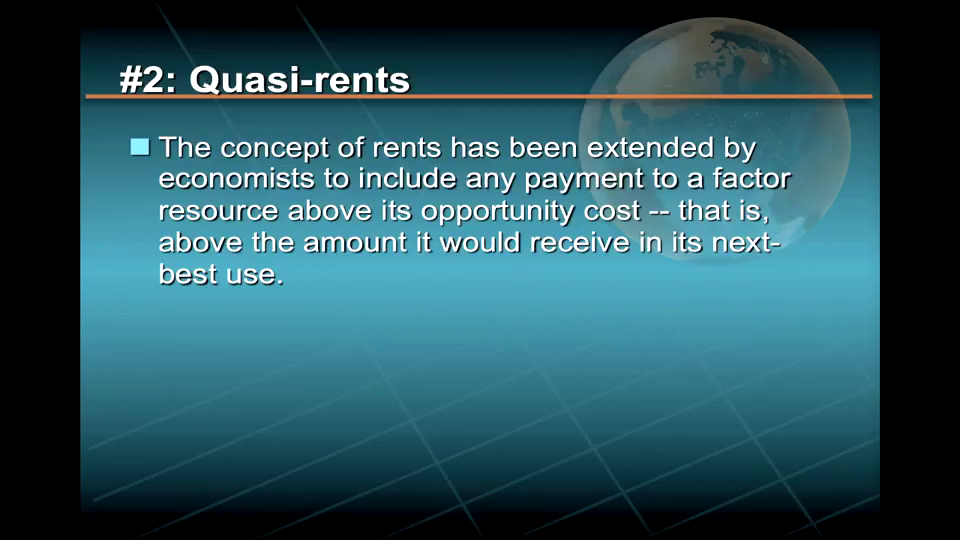 #2: Quasi-rents
The concept of rents has been extended by
economists to include any payment to a factor
resource above its opportunity cost -- that is,
above the amount it would receive in its next-
best use.